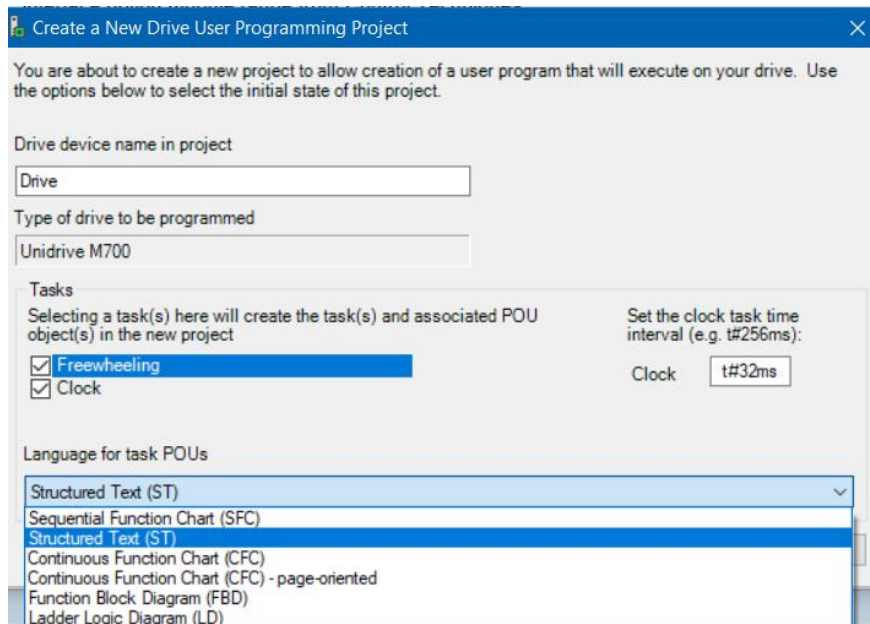 Create a New Drive User Programming Project
You are about to create a new project to allow creation of a user program that will execute on your drive. Use
the options below to select the initial state of this project.
Drive device name in project
Drive
Type of drive to be programmed
Unidrive M700
Tasks
Selecting a task(s) here will create the task(s) and associated POU
object(s) in the new project
Set the clock task time
interval (e.g. t#256ms):
Freewheeling
Clock
Clock
t#32ms
Language for task POUs
Structured Text (ST)
Sequential Function Chart (SFC)
Structured Text (ST)
Continuous Function Chart (CFC)
Continuous Function Chart (CFC) - page-oriented
Function Block Diagram (FBD)
Ladder Logic Diagram (LD)